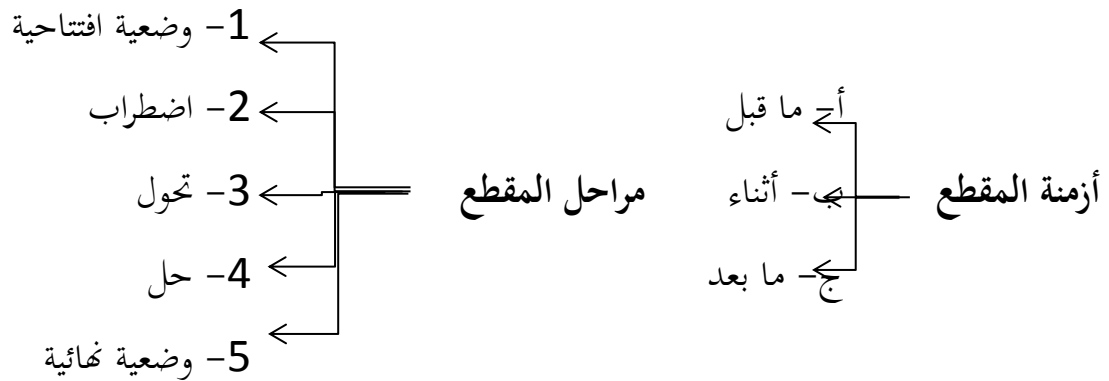 أزمنة المقطع
أ– ما قبل
ب– أثناء
ج– ما بعد
مراحل المقطع
1– وضعية افتتاحية
2– اضطراب
3– تحول
4– حل
5– وضعية نهائية